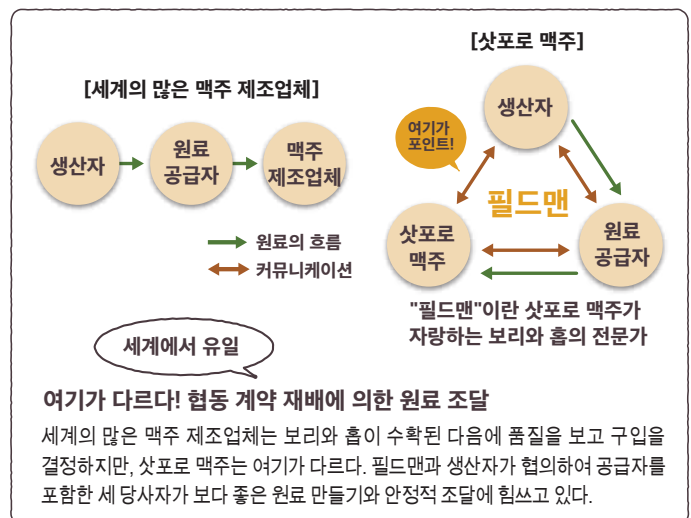 [세계의 많은 맥주 제조업체]
생산자
원료
공급자
맥주
제조업체
원료의 흐름
커뮤니케이션
[삿포로 맥주]
여기가
포인트!
생산자
필드맨
삿포로
맥주
원료
공급자
"필드맨"이란 삿포로 맥주가
자랑하는 보리와 홉의 전문가
세계에서 유일
여기가 다르다! 협동 계약 재배에 의한 원료 조달
세계의 많은 맥주 제조업체는 보리와 홉이 수확된 다음에 품질을 보고 구입을
결정하지만, 삿포로 맥주는 여기가 다르다. 필드맨과 생산자가 협의하여 공급자를
포함한 세 당사자가 보다 좋은 원료 만들기와 안정적 조달에 힘쓰고 있다.